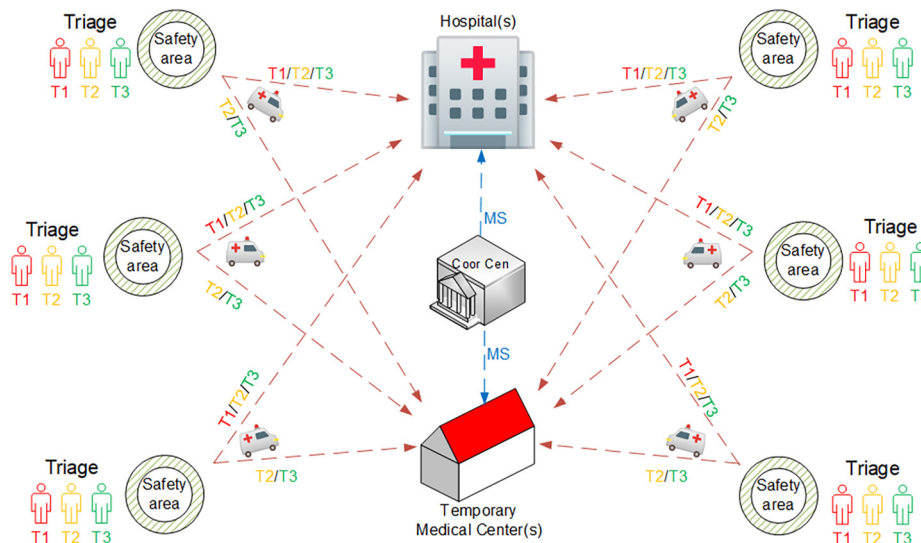 Triage
Safety
area
T1 T2 T3
T1/T2/T3
T2/T3
Hospital(s)
T1/T2/T3
T2/T3
Safety
area
Triage
T1 T2 T3
Triage
Safety
area
T1 T2 T3
T1/T2/T3
T2/T3
MS
Coor Cen
MS
T1/T2/T3
T2/T3
Safety
area
Triage
T1 T2 T
Triage
Safety
area
T1 T2 T3
T1/T2/T3
T2/T3
Temporary
Medical Center(s)
T1/T2/T3
T2/T3
Safety
area
Triage
T1 T2 T3